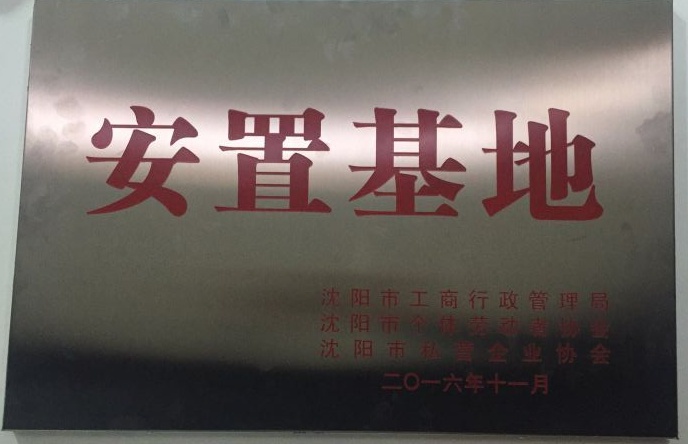 安置基地
沈阳市工商行政管理局
沈阳市个体劳动者协会
沈阳市私营企业协会
二〇一六年十一月